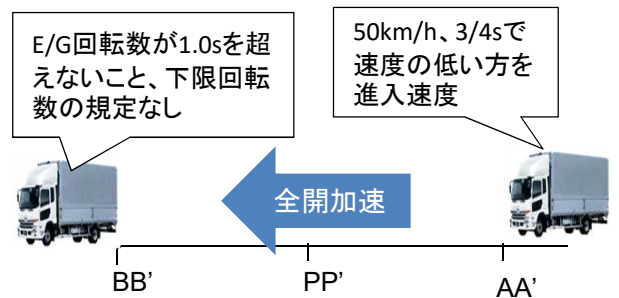 E/G回転数が1.0sを超
えないこと、下限回転
数の規定なし
50km/h、3/4sで
速度の低い方を
進入速度
全開加速
BB’
PP’
AA’